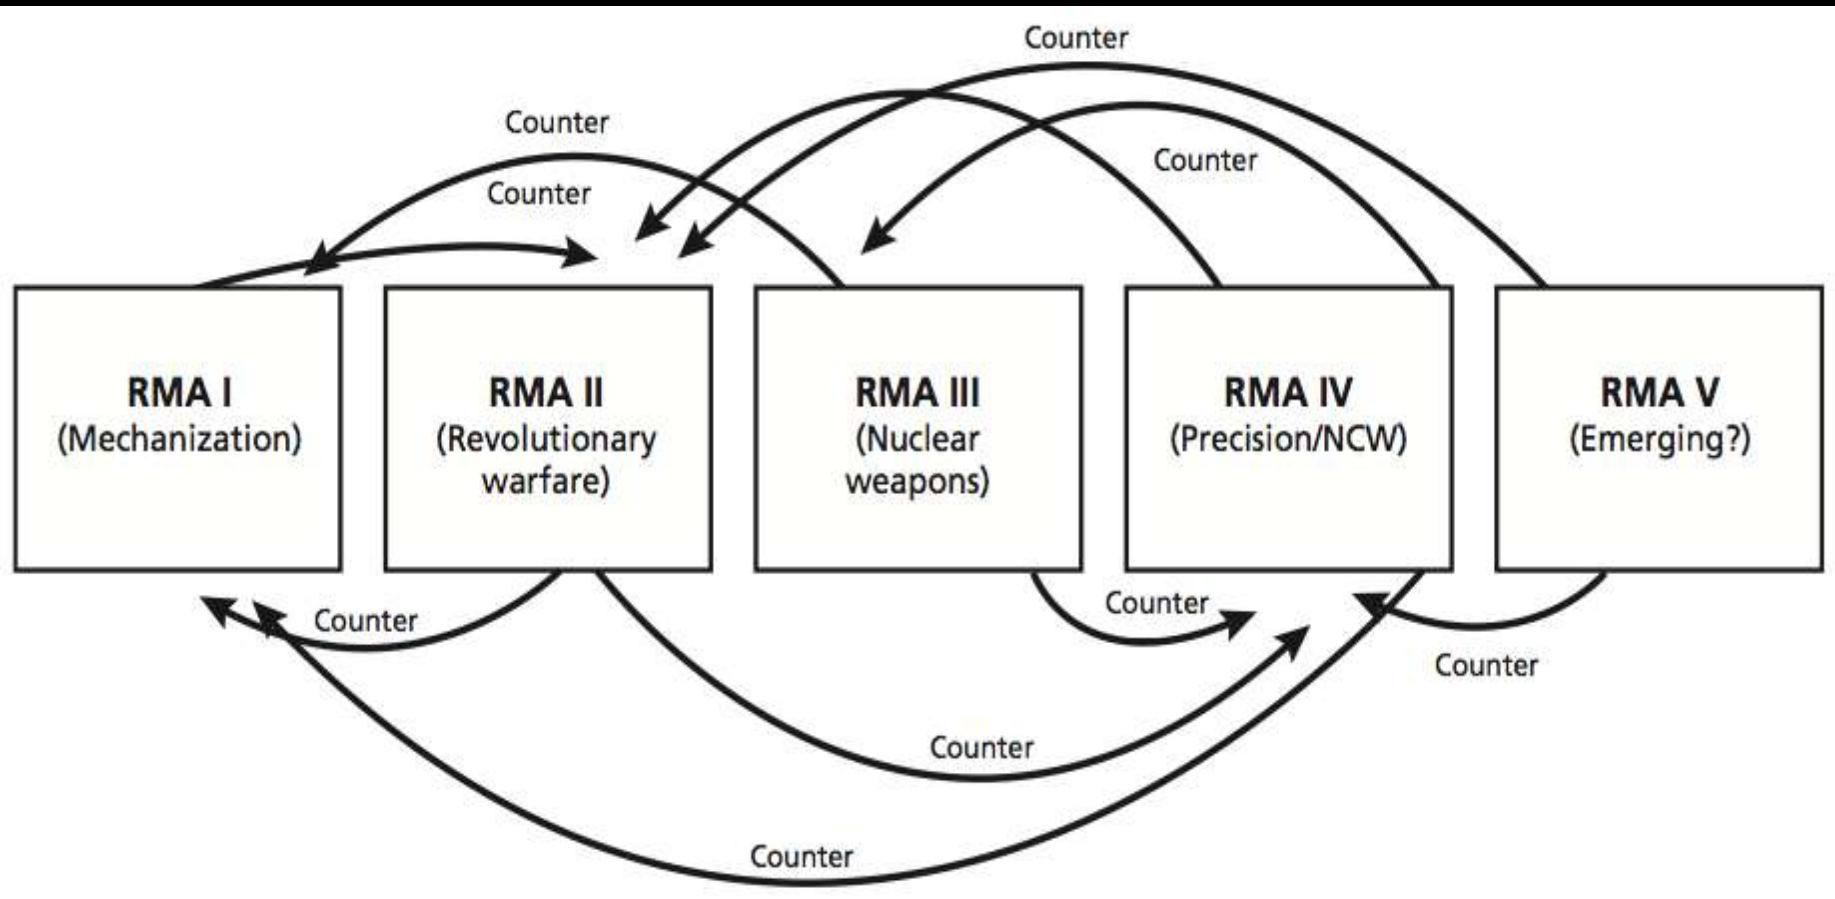 Counter
Counter
Counter
Counter
RMA I
(Mechanization)
RMA II
(Revolutionary
warfare)
RMA III
(Nuclear
weapons)
RMA IV
(Precision/NCW)
RMA V
(Emerging?)
Counter
Counter
Counter
Counter
Counter